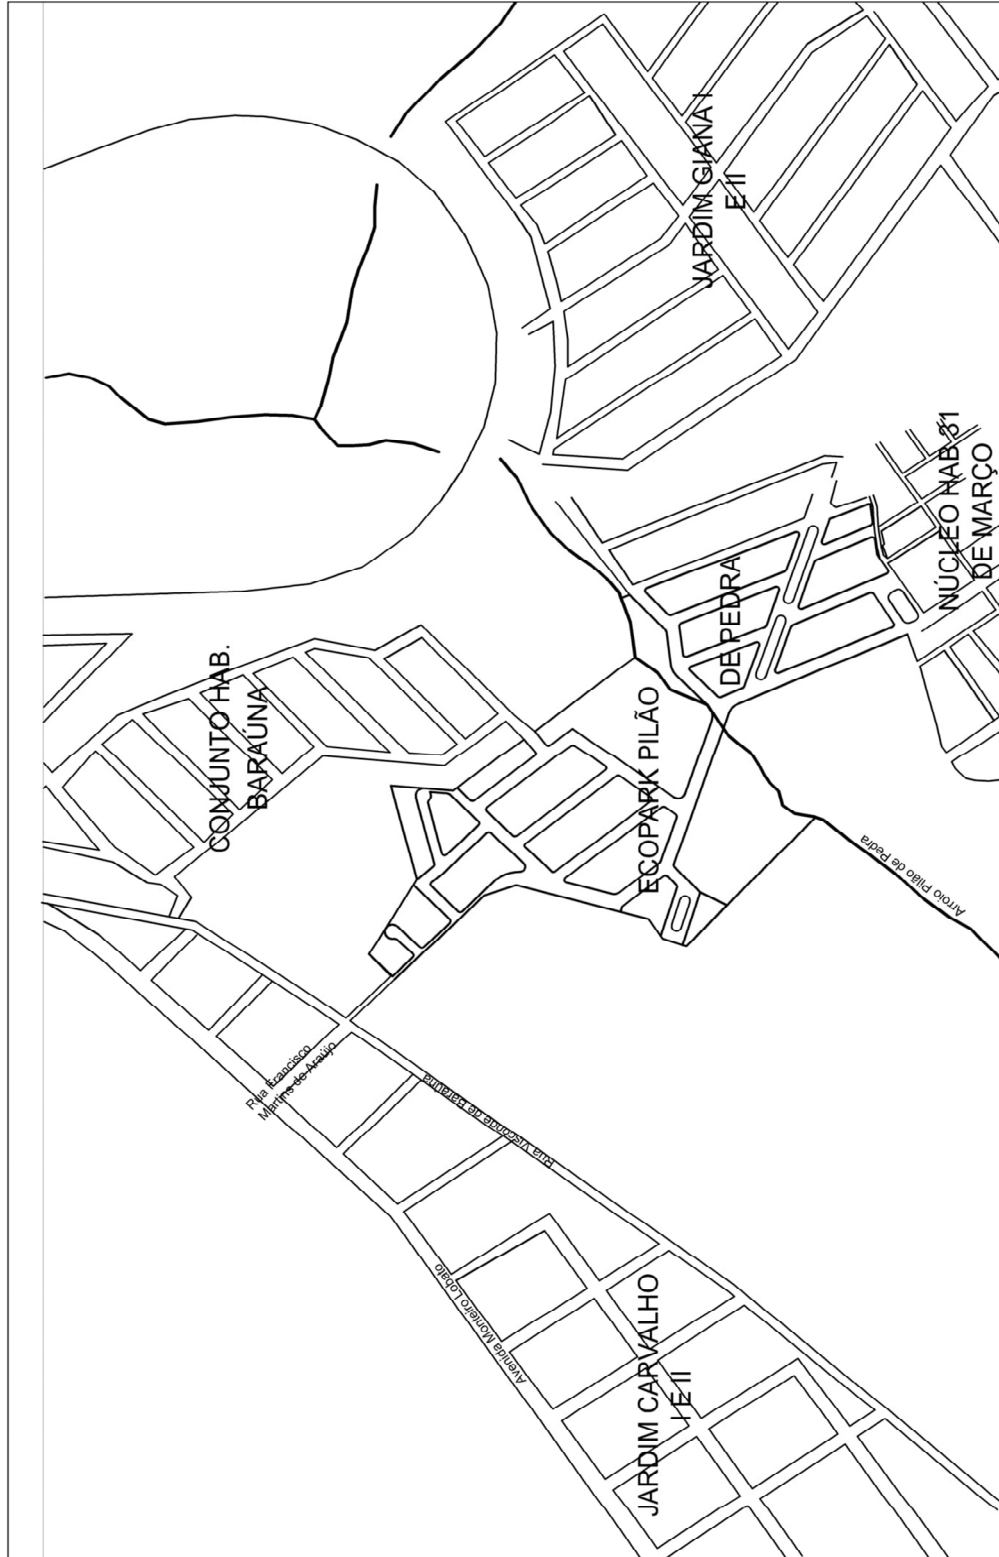 JARDIM GIANA I
E II
NÚCLEO HAB 31
DE MARÇO
CONJUNTO HAB.
BARAÚNA
ECOPARK PILÃO
DE PEDRA
Arroio Pilão de Pedra
Rua Francisco
Martins de Araújo
Rua Visconde de Baraúna
Avenida Monteiro Lobato
JARDIM CARVALHO
I E II